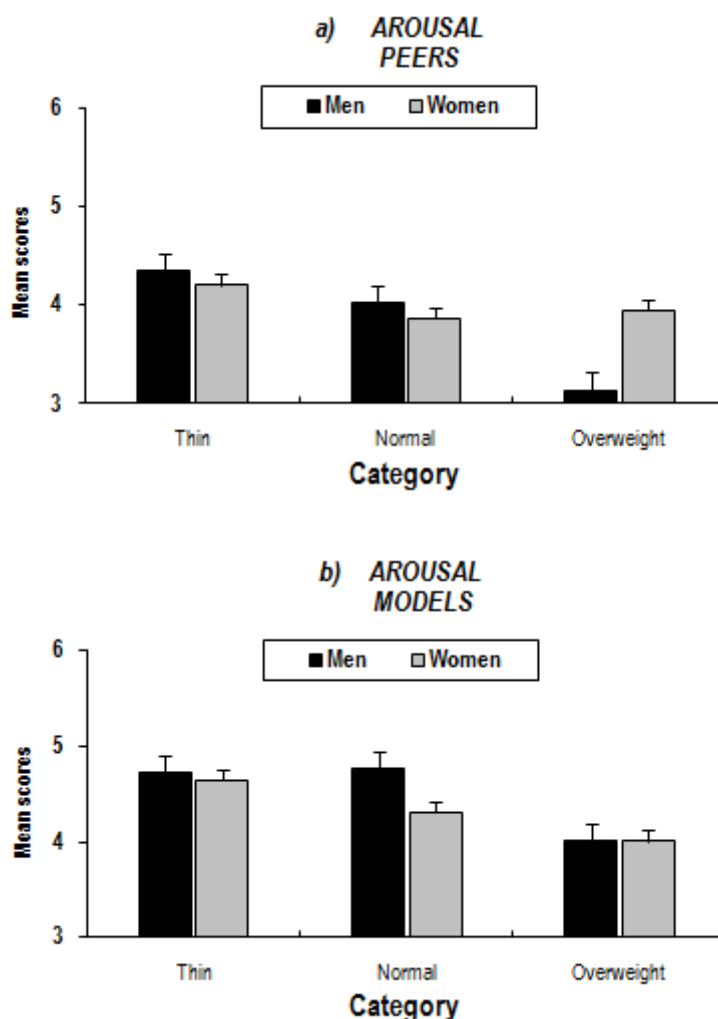 a) AROUSAL
PEERS
Men Women
6
5
4
3
Mean scores
Thin Normal Overweight
Category
b) AROUSAL
MODELS
Men Women
6
5
4
3
Mean scores
Thin Normal Overweight
Category